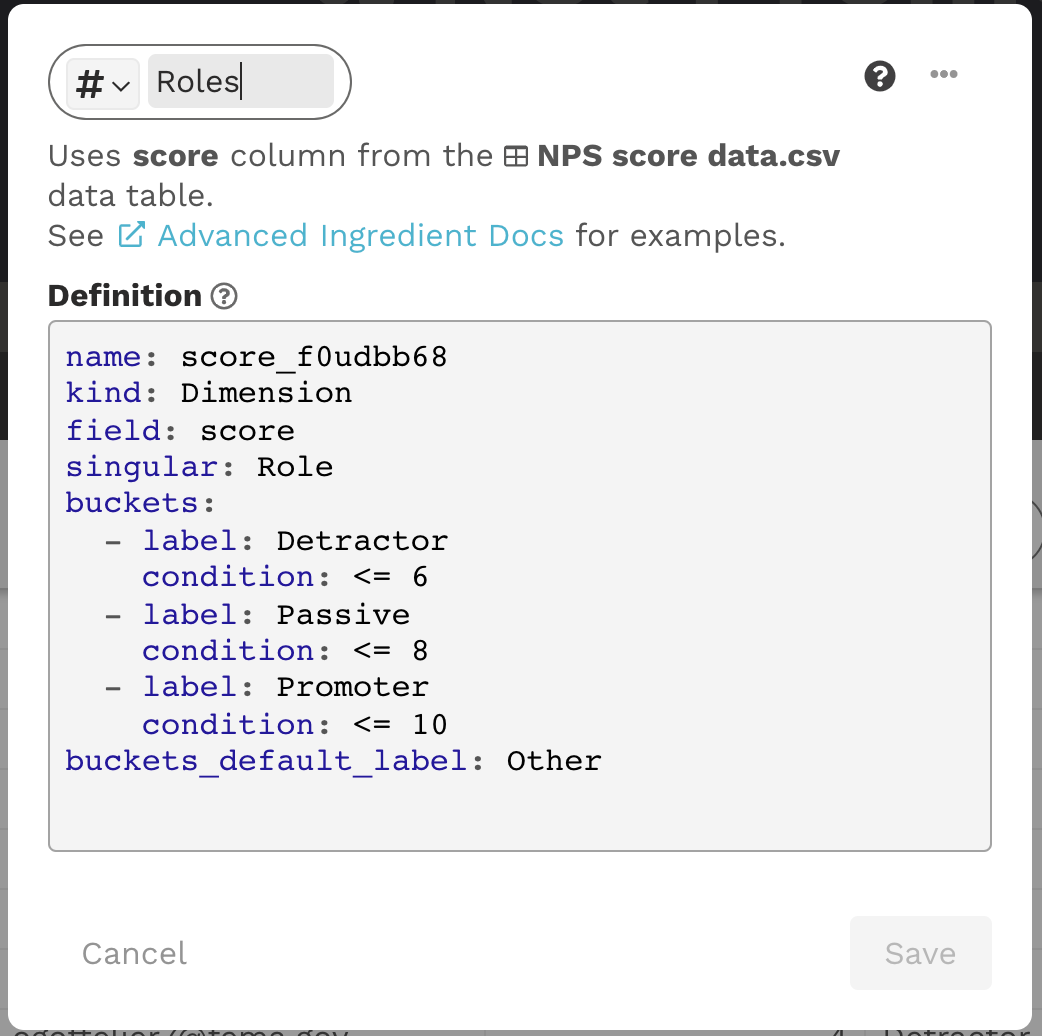 # Roles
Uses score column from the NPS score data.csv
data table.
See Advanced Ingredient Docs for examples.
Definition
name: score_f0udbb68
kind: Dimension
field: score
singular: Role
buckets:
- label: Detractor
condition: <= 6
- label: Passive
condition: <= 8
- label: Promoter
condition: <= 10
buckets_default_label: Other
Cancel
Save